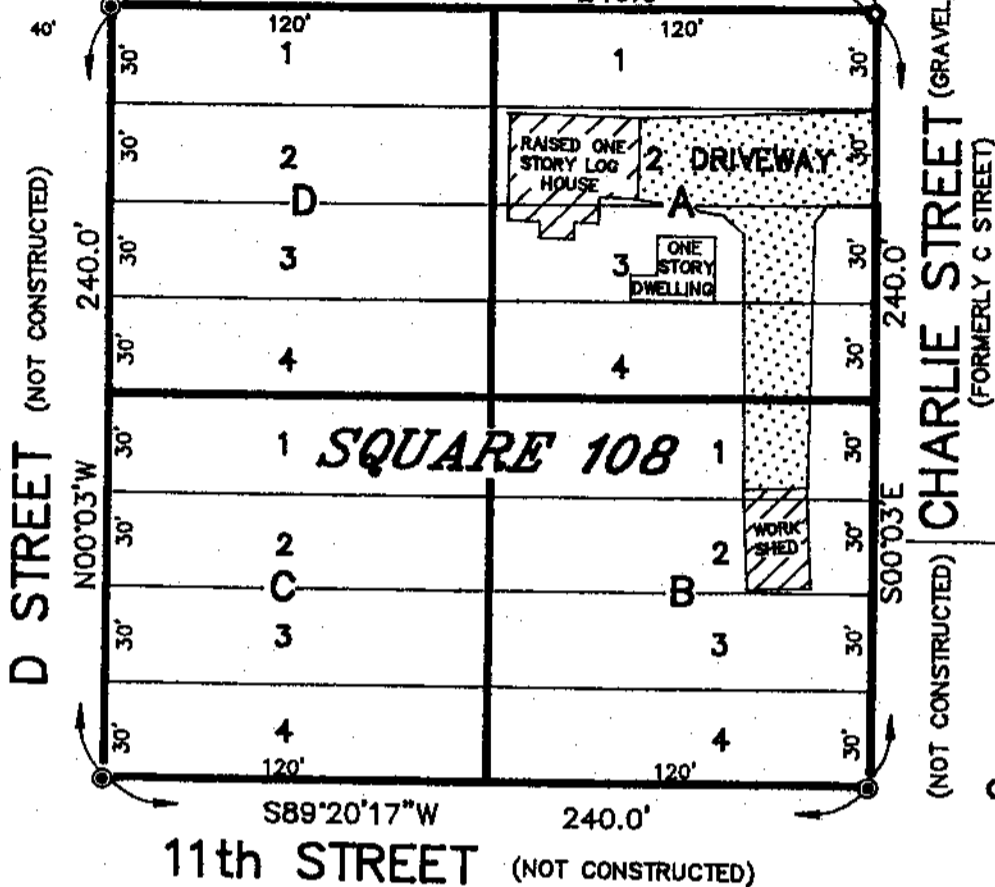 40'
120'
120'
30'
1
1
30'
(GRAVEL
30'
2
RAISED ONE
STORY LOG
HOUSE
2
DRIVEWAY
30'
D
A
30'
3
3
ONE
STORY
DWELLING
30'
30'
4
4
30'
240.0'
240.0'
CHARLIE STREET
(FORMERLY C STREET)
D STREET
(NOT CONSTRUCTED)
N00°03'W
S00°03'E
(NOT CONSTRUCTED)
30'
1
SQUARE 108
1
30'
30'
2
WORK
SHED
2
30'
C
B
30'
3
3
30'
30'
4
4
30'
120'
120'
S89°20'17"W
240.0'
11th STREET
(NOT CONSTRUCTED)